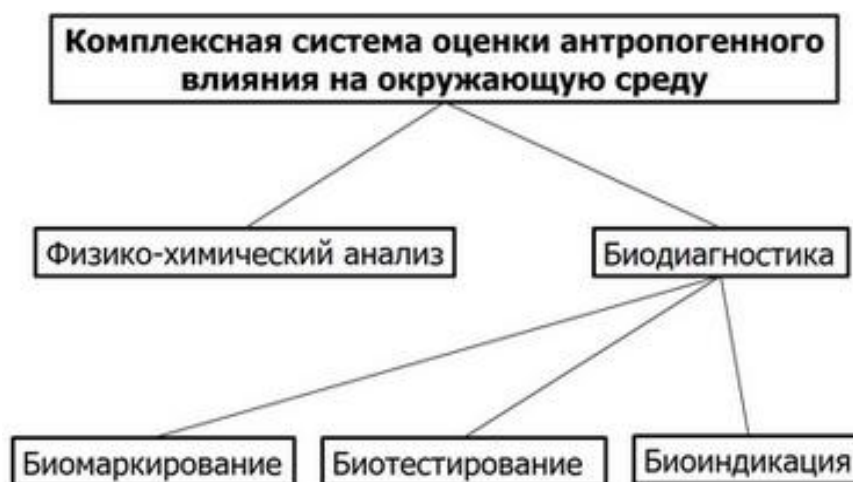 Комплексная система оценки антропогенного
влияния на окружающую среду
Физико-химический анализ
Биодиагностика
Биомаркирование
Биотестирование
Биоиндикация